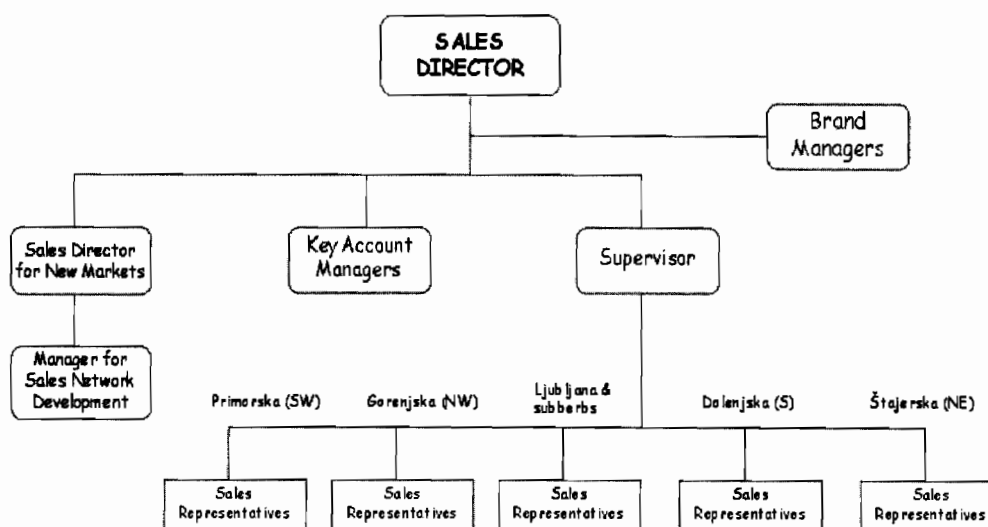 SALES
DIRECTOR
Brand
Managers
Sales Director
for New Markets
Key Account
Managers
Supervisor
Manager for
Sales Network
Development
Primorska (SW)
Gorenjska (NW)
Ljubljana &
subberbs
Dolenjska (S)
Štajerska (NE)
Sales
Representatives
Sales
Representatives
Sales
Representatives
Sales
Representatives
Sales
Representatives